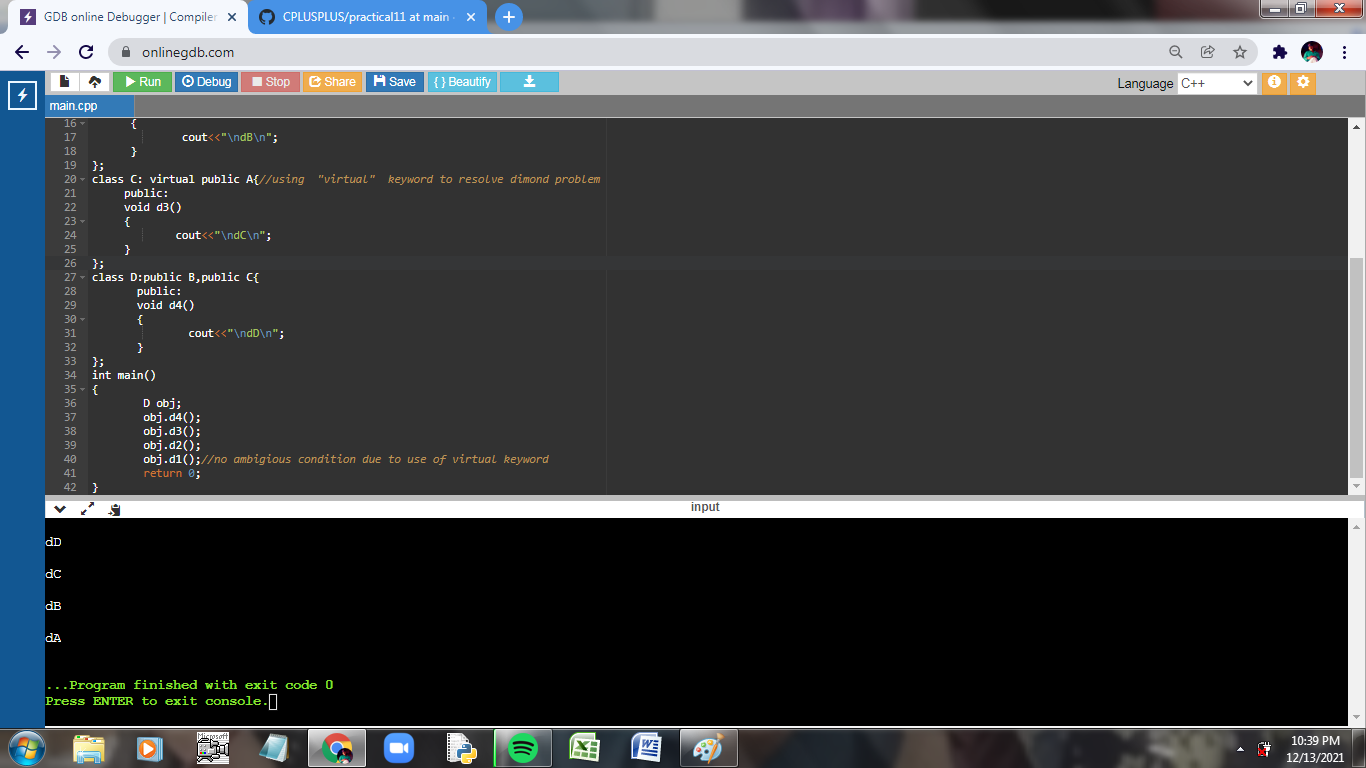 GDB online Debugger | Compiler
CPLUSPLUS/practical11 at main ·
onlinegdb.com
Run
Debug
Stop
Share
Save
{ } Beautify
Language C++
main.cpp
16 {
17 cout<<"\ndB\n";
18 }
19 };
20 class C: virtual public A{//using "virtual" keyword to resolve dimond problem
21 public:
22 void d3()
23 {
24 cout<<"\ndC\n";
25 }
26 };
27 class D:public B,public C{
28 public:
29 void d4()
30 {
31 cout<<"\ndD\n";
32 }
33 };
34 int main()
35 {
36 D obj;
37 obj.d4();
38 obj.d3();
39 obj.d2();
40 obj.d1();//no ambigious condition due to use of virtual keyword
41 return 0;
42 }
input
dD
dC
dB
dA
...Program finished with exit code 0
Press ENTER to exit console.
Microsoft
10:39 PM
12/13/2021